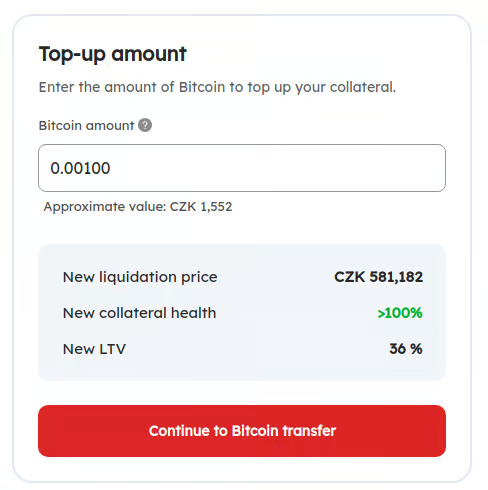 Top-up amount
Enter the amount of Bitcoin to top up your collateral.
Bitcoin amount ?
0.00100
Approximate value: CZK 1,552
New liquidation price CZK 581,182
New collateral health >100%
New LTV 36 %
Continue to Bitcoin transfer